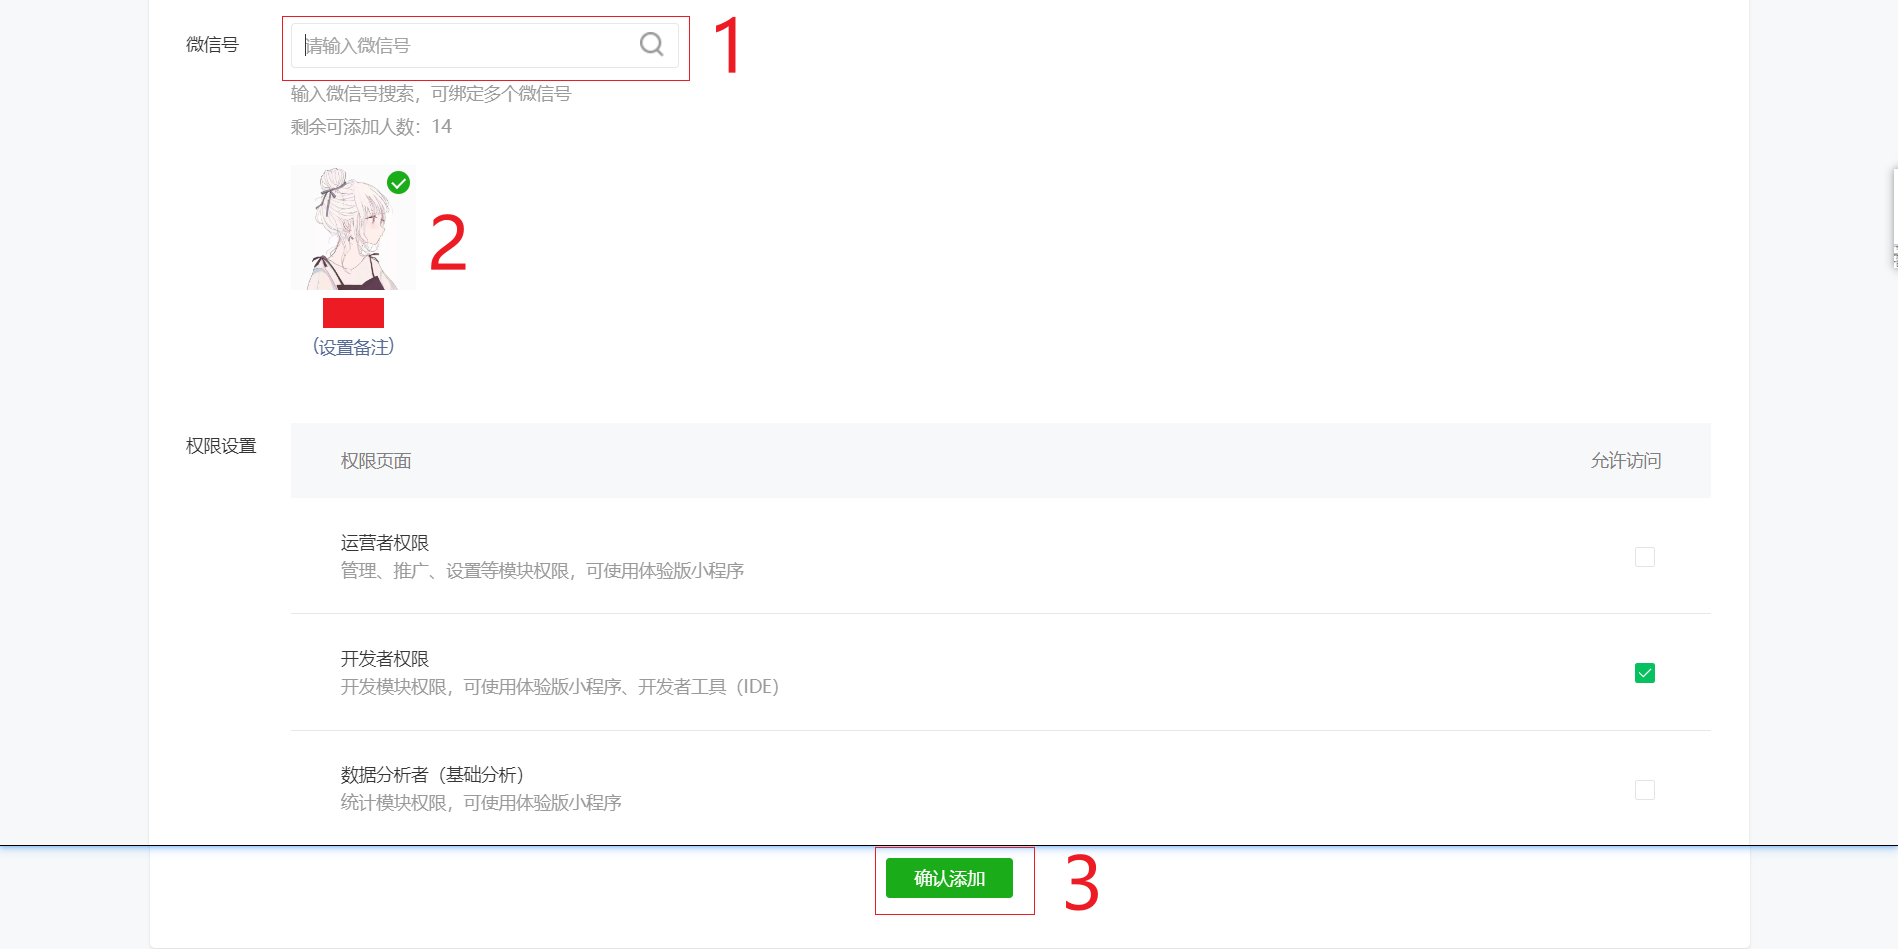 微信号
请输入微信号
1
输入微信号搜索，可绑定多个微信号
剩余可添加人数：14
2
（设置备注）
权限设置
权限页面
允许访问
运营者权限
管理、推广、设置等模块权限，可使用体验版小程序
开发者权限
开发模块权限，可使用体验版小程序、开发者工具（IDE）
数据分析者（基础分析）
统计模块权限，可使用体验版小程序
确认添加
3